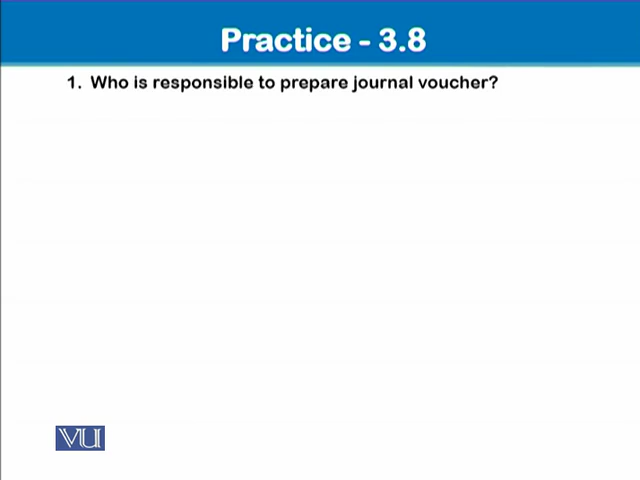 Practice - 3.8
1. Who is responsible to prepare journal voucher?
VU